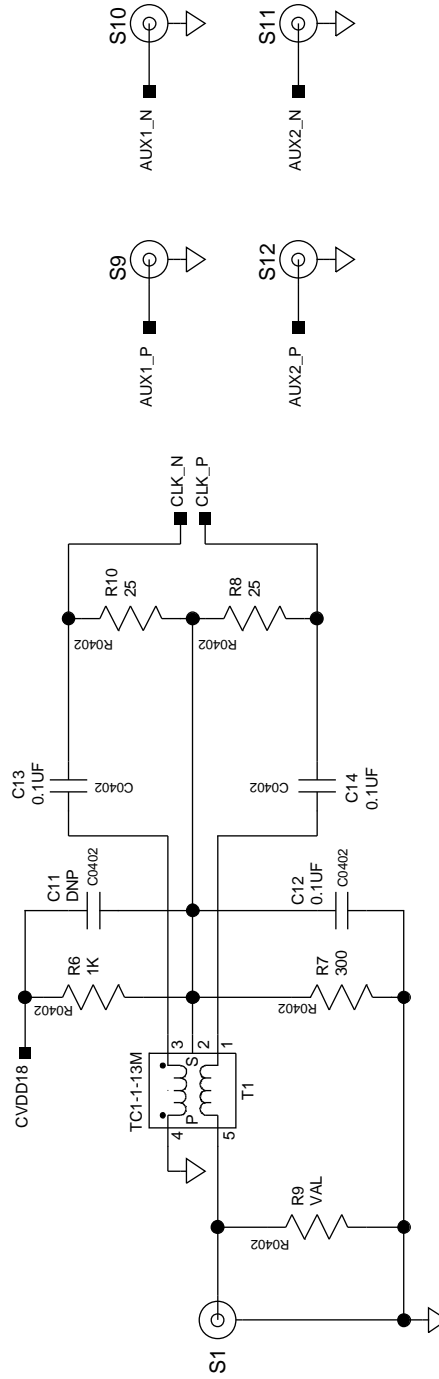 S1
R9
VAL
R0402
TC1-1-13M
4
3
P
S
2
5
1
T1
CVDD18
R6
1K
R0402
C11
DNP
C0402
R7
300
R0402
C12
0.1UF
C0402
C13
0.1UF
C0402
C14
0.1UF
C0402
R10
25
R0402
R8
25
R0402
CLK_N
CLK_P
AUX1_P
S9
AUX1_N
S10
AUX2_P
S12
AUX2_N
S11